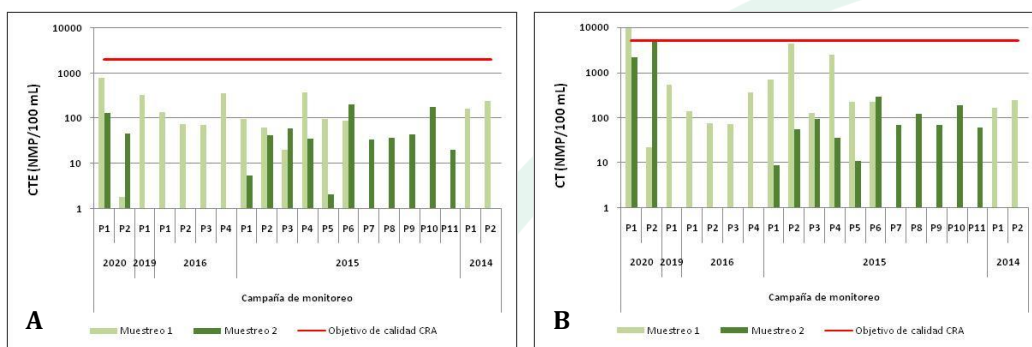 10000
1000
100
10
1
CTE (NMP/100 mL)
P1 P2 P1 P1 P2 P3 P4 P1 P2 P3 P4 P5 P6 P7 P8 P9 P10 P11 P1 P2
2020 2019 2016 2015 2014
Campaña de monitoreo
A
Muestreo 1 Muestreo 2 Objetivo de calidad CRA
10000
1000
100
10
1
CT (NMP/100 mL)
P1 P2 P1 P1 P2 P3 P4 P1 P2 P3 P4 P5 P6 P7 P8 P9 P10 P11 P1 P2
2020 2019 2016 2015 2014
Campaña de monitoreo
B
Muestreo 1 Muestreo 2 Objetivo de calidad CRA